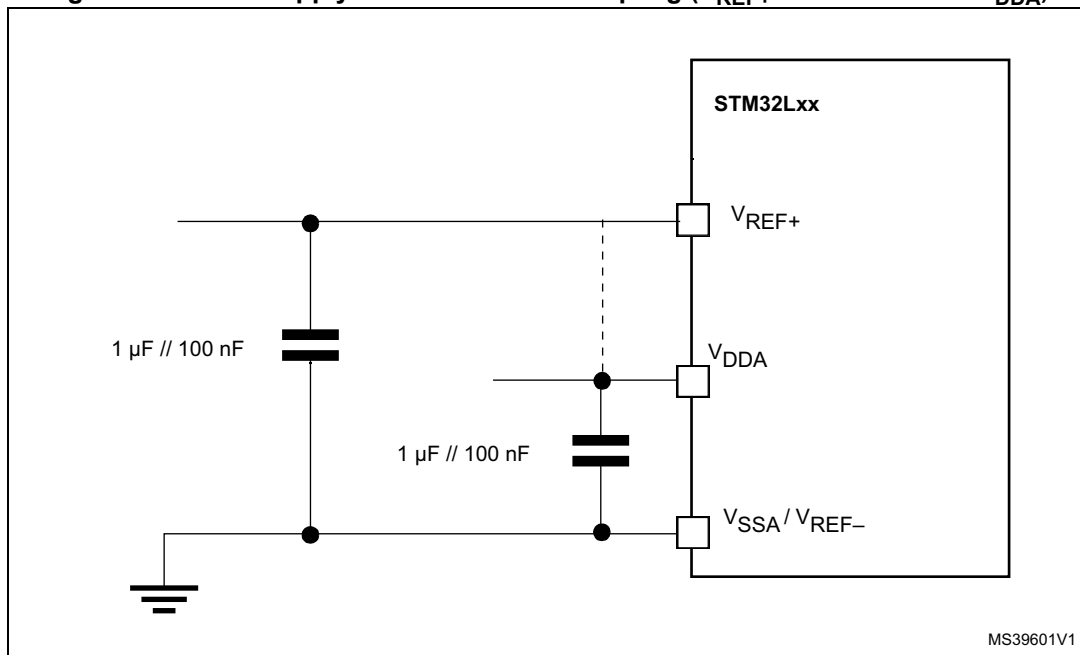 STM32Lxx
VREF+
1 µF // 100 nF
VDDA
1 µF // 100 nF
VSSA / VREF–
MS39601V1